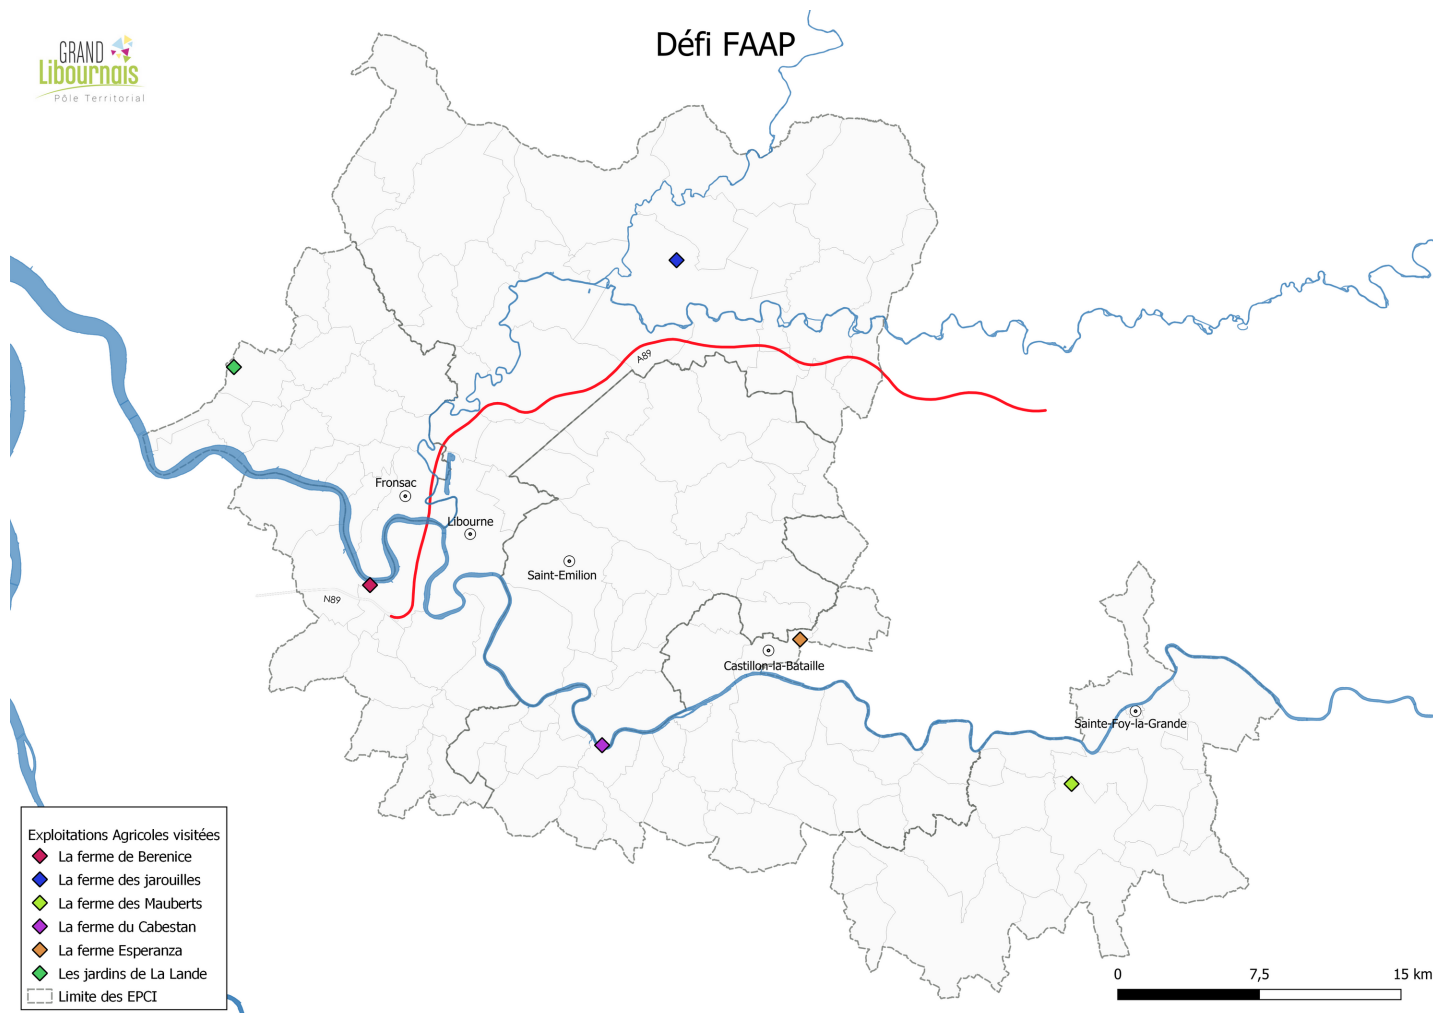 Défi FAAP
GRAND
Libournais
Pôle Territorial
A89
Fronsac
Libourne
Saint-Emilion
N89
Castillon-la-Bataille
Sainte-Foy-la-Grande
Exploitations Agricoles visitées
La ferme de Berenice
La ferme des jarouilles
La ferme des Mauberts
La ferme du Cabestan
La ferme Esperanza
Les jardins de La Lande
Limite des EPCI
0 7,5 15 km